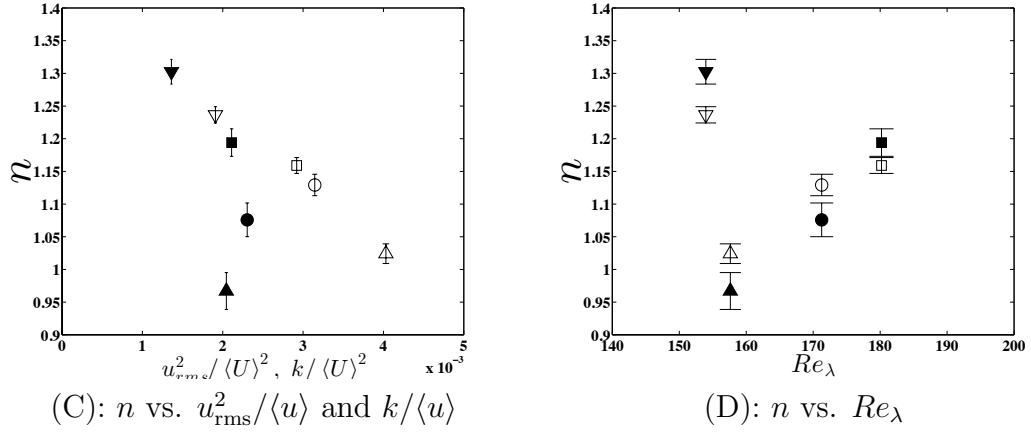 1.4
1.35
1.3
1.25
1.2
1.15
1.1
1.05
1
0.95
0.9
n
0 1 2 3 4 5
u²rms/⟨U⟩², k/⟨U⟩²
x 10⁻³
(C): n vs. u²rms/⟨u⟩ and k/⟨u⟩
1.4
1.35
1.3
1.25
1.2
1.15
1.1
1.05
1
0.95
0.9
n
140 150 160 170 180 190 200
Reλ
(D): n vs. Reλ